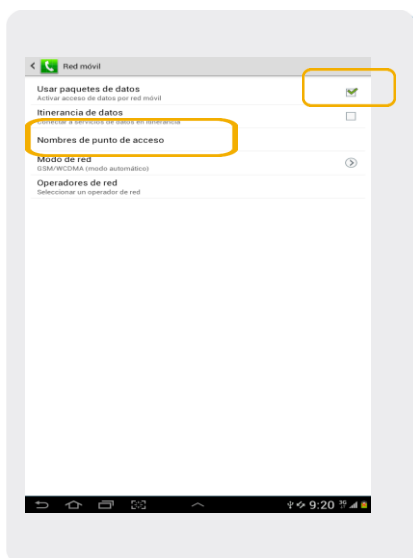 Red móvil
Usar paquetes de datos
Activar acceso de datos por red móvil
Itinerancia de datos
Conectar a servicios de datos en itinerancia
Nombres de punto de acceso
Modo de red
GSM/WCDMA (modo automático)
Operadores de red
Seleccionar un operador de red
9:20